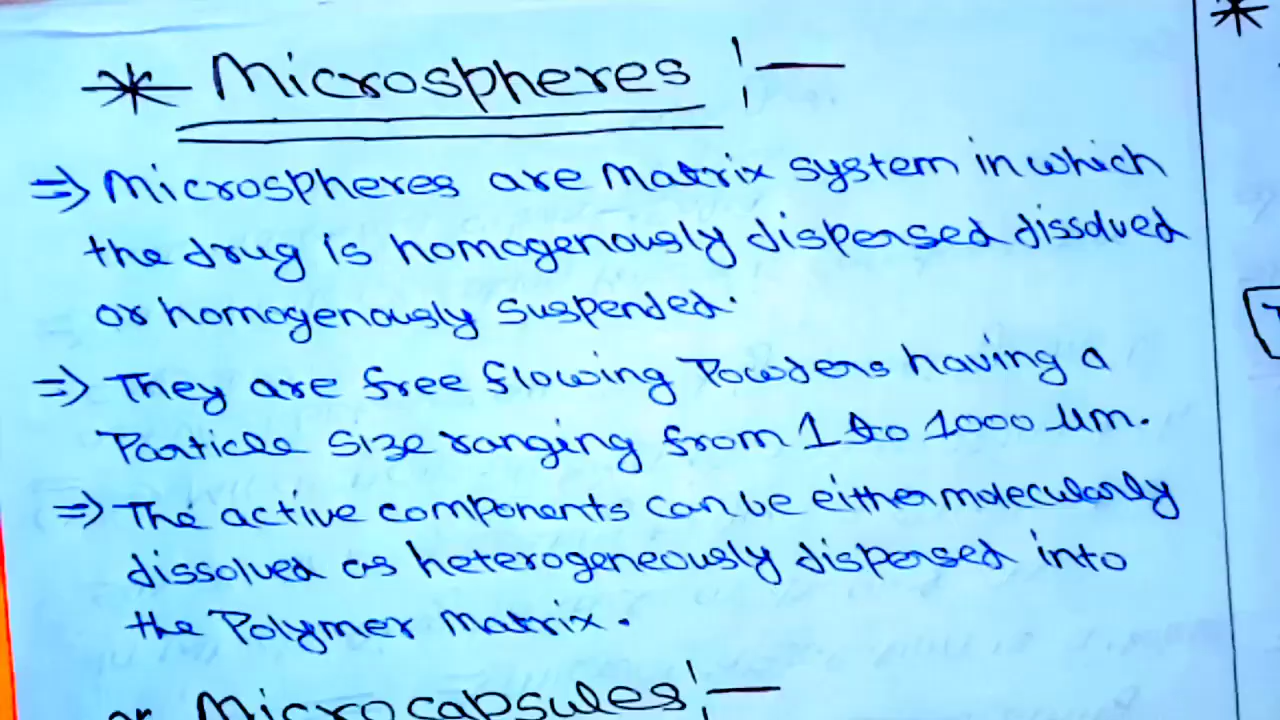 * Microspheres :-
=> Microspheres are matrix system in which
the drug is homogenously dispersed dissolved
or homogenously suspended.
=> They are free flowing Powders having a
Particle size ranging from 1 to 1000 μm.
=> The active components can be either molecularly
dissolved or heterogeneously dispersed into
the Polymer matrix.
Microcapsules :-
*